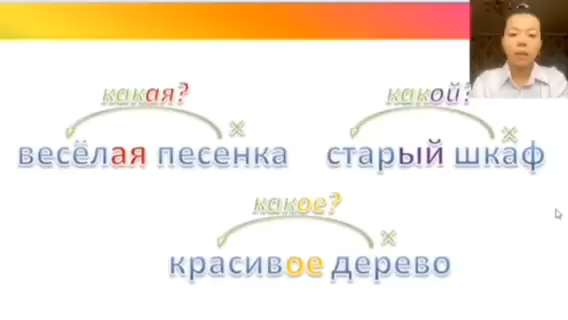 какая?
весёлая песенка
какой?
старый шкаф
какое?
красивое дерево